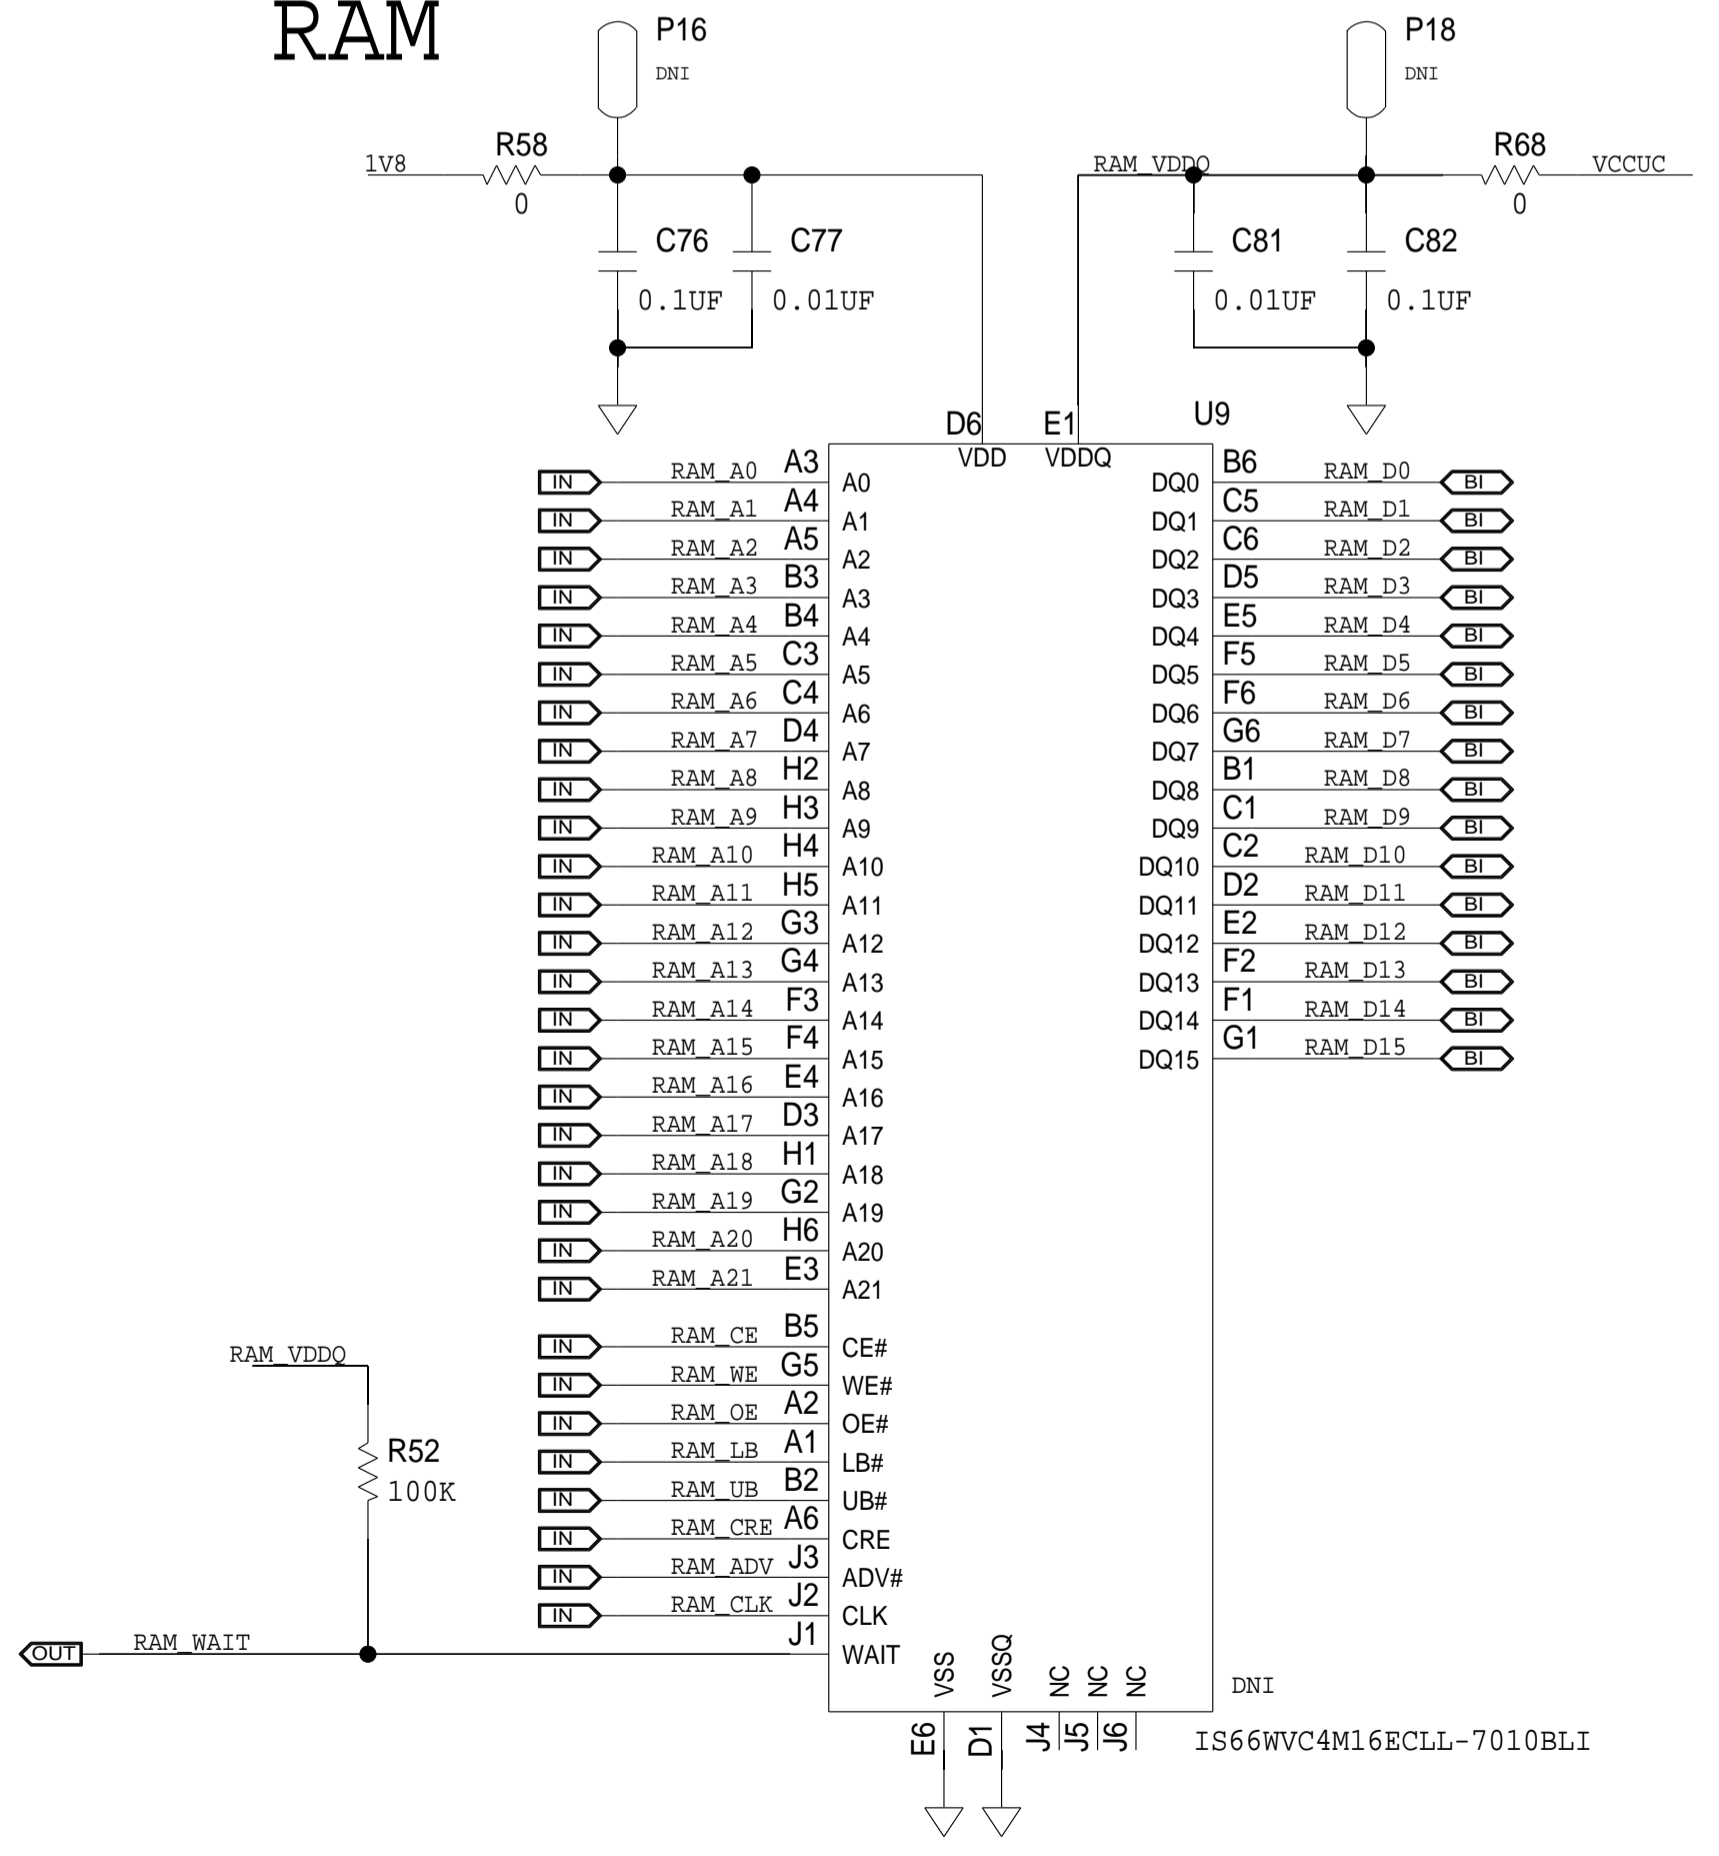 RAM
P16
DNI
P18
DNI
1V8
R58
0
RAM_VDDQ
R68
0
VCCUC
C76
0.1UF
C77
0.01UF
C81
0.01UF
C82
0.1UF
D6
E1
U9
VDD
VDDQ
IN RAM_A0 A3 A0 DQ0 B6 RAM_D0 BI
IN RAM_A1 A4 A1 DQ1 C5 RAM_D1 BI
IN RAM_A2 A5 A2 DQ2 C6 RAM_D2 BI
IN RAM_A3 B3 A3 DQ3 D5 RAM_D3 BI
IN RAM_A4 B4 A4 DQ4 E5 RAM_D4 BI
IN RAM_A5 C3 A5 DQ5 F5 RAM_D5 BI
IN RAM_A6 C4 A6 DQ6 F6 RAM_D6 BI
IN RAM_A7 D4 A7 DQ7 G6 RAM_D7 BI
IN RAM_A8 H2 A8 DQ8 B1 RAM_D8 BI
IN RAM_A9 H3 A9 DQ9 C1 RAM_D9 BI
IN RAM_A10 H4 A10 DQ10 C2 RAM_D10 BI
IN RAM_A11 H5 A11 DQ11 D2 RAM_D11 BI
IN RAM_A12 G3 A12 DQ12 E2 RAM_D12 BI
IN RAM_A13 G4 A13 DQ13 F2 RAM_D13 BI
IN RAM_A14 F3 A14 DQ14 F1 RAM_D14 BI
IN RAM_A15 F4 A15 DQ15 G1 RAM_D15 BI
IN RAM_A16 E4 A16
IN RAM_A17 D3 A17
IN RAM_A18 H1 A18
IN RAM_A19 G2 A19
IN RAM_A20 H6 A20
IN RAM_A21 E3 A21
IN RAM_CE B5 CE#
IN RAM_WE G5 WE#
IN RAM_OE A2 OE#
IN RAM_LB A1 LB#
IN RAM_UB B2 UB#
IN RAM_CRE A6 CRE
IN RAM_ADV J3 ADV#
IN RAM_CLK J2 CLK
RAM_VDDQ
R52
100K
OUT RAM_WAIT J1 WAIT
VSS VSSQ NC NC NC
E6 D1 J4 J5 J6
DNI
IS66WVC4M16ECLL-7010BLI